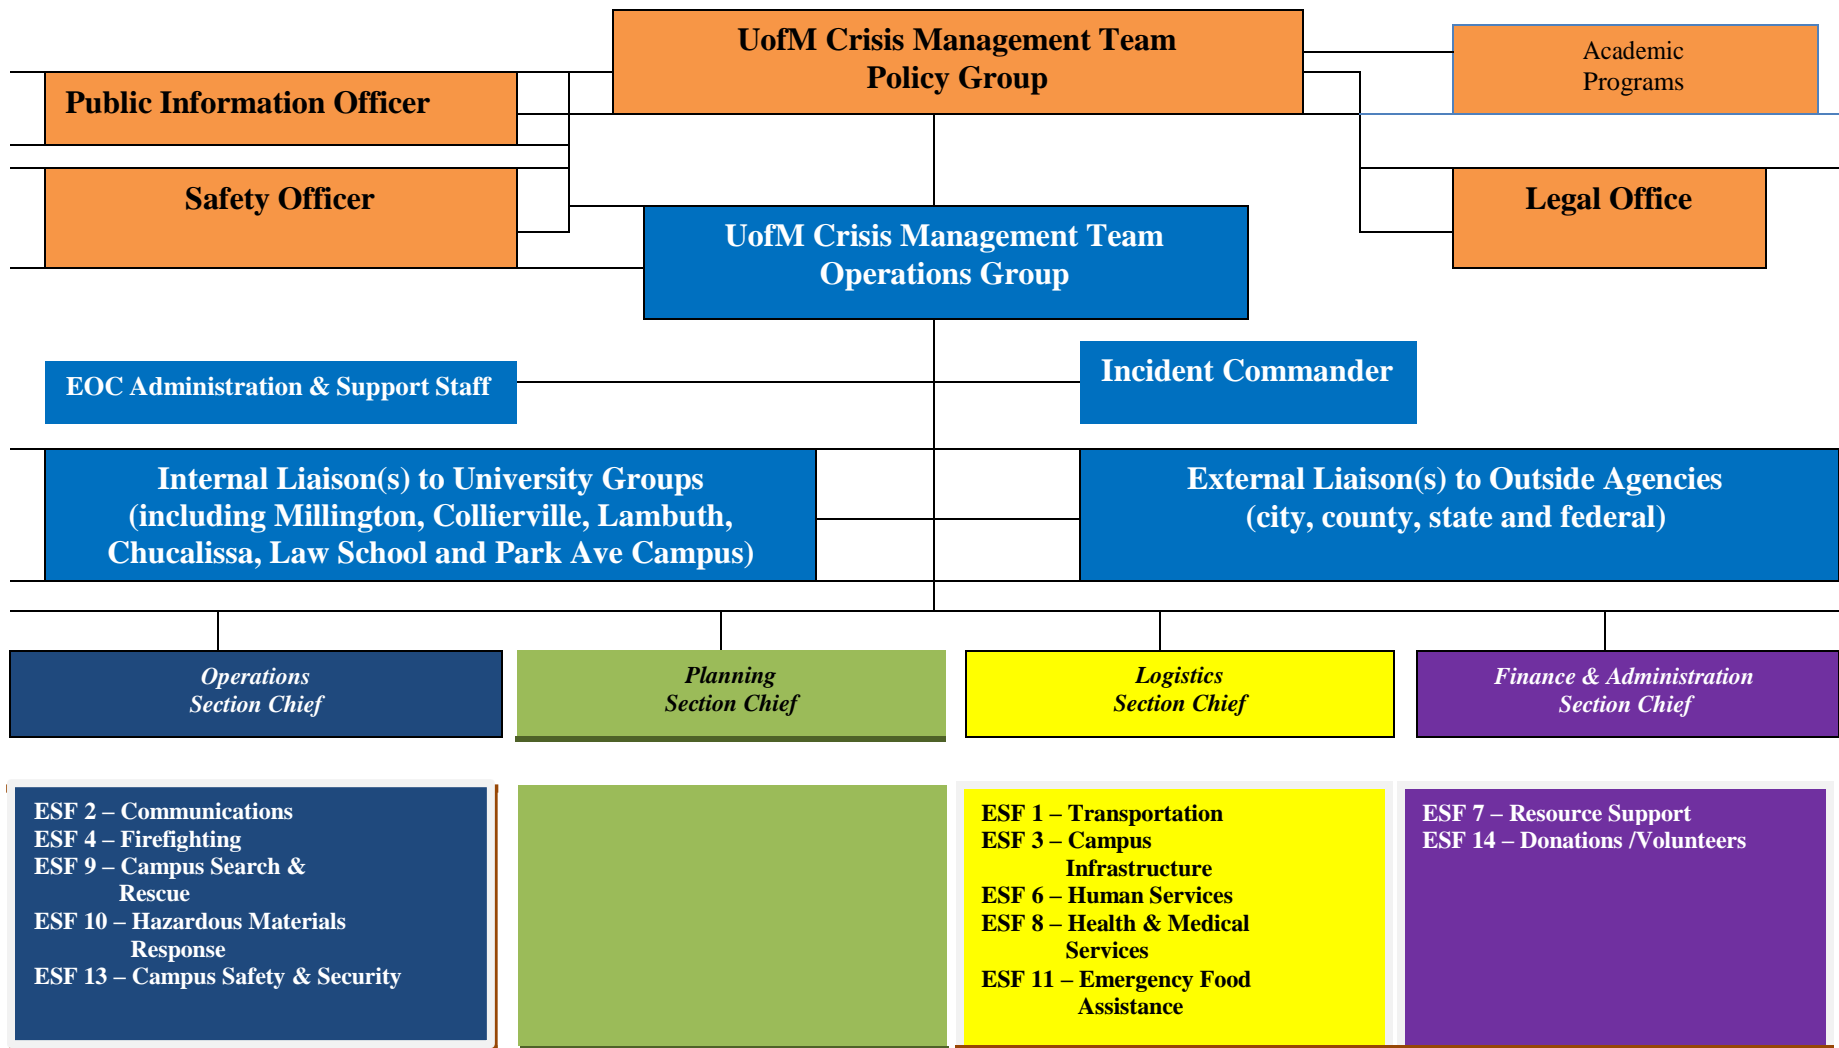 UofM Crisis Management Team
Policy Group
Academic
Programs
Public Information Officer
Safety Officer
Legal Office
UofM Crisis Management Team
Operations Group
EOC Administration & Support Staff
Incident Commander
Internal Liaison(s) to University Groups
(including Millington, Collierville, Lambuth,
Chucalissa, Law School and Park Ave Campus)
External Liaison(s) to Outside Agencies
(city, county, state and federal)
Operations
Section Chief
Planning
Section Chief
Logistics
Section Chief
Finance & Administration
Section Chief
ESF 2 – Communications
ESF 4 – Firefighting
ESF 9 – Campus Search &
Rescue
ESF 10 – Hazardous Materials
Response
ESF 13 – Campus Safety & Security
ESF 1 – Transportation
ESF 3 – Campus
Infrastructure
ESF 6 – Human Services
ESF 8 – Health & Medical
Services
ESF 11 – Emergency Food
Assistance
ESF 7 – Resource Support
ESF 14 – Donations /Volunteers